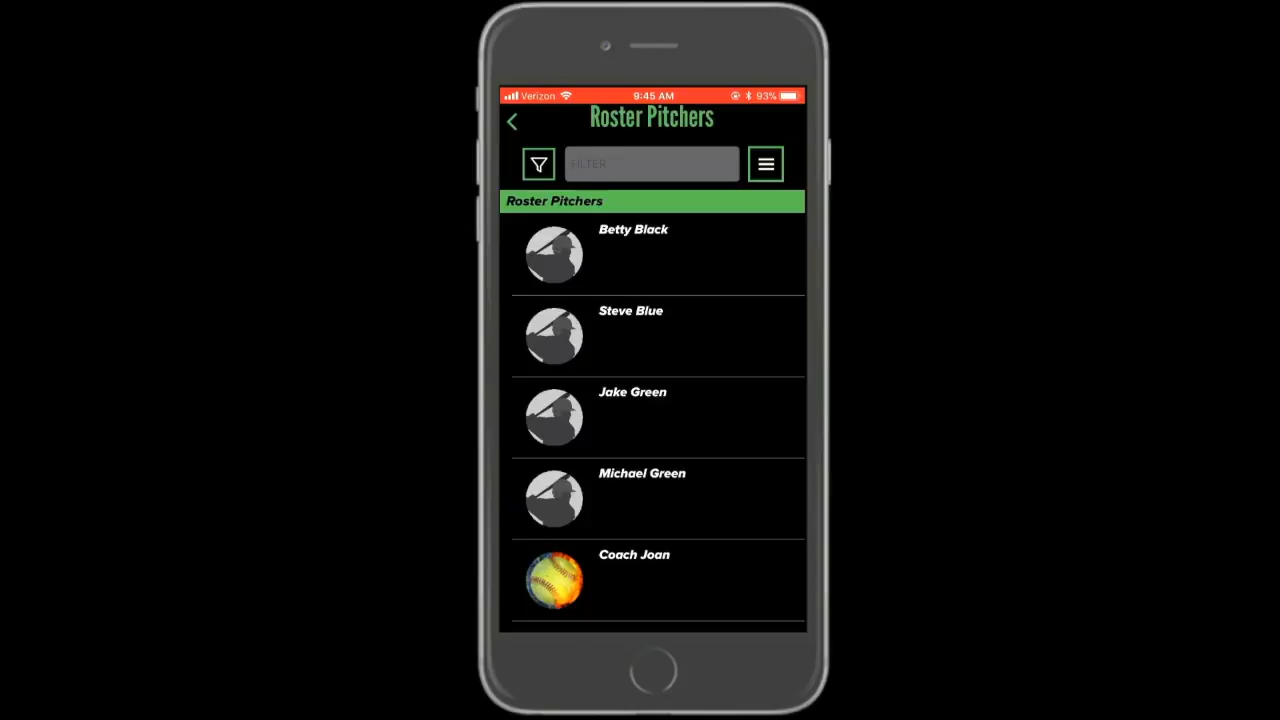 Verizon 9:45 AM 93%
Roster Pitchers
FILTER
Roster Pitchers
Betty Black
Steve Blue
Jake Green
Michael Green
Coach Joan